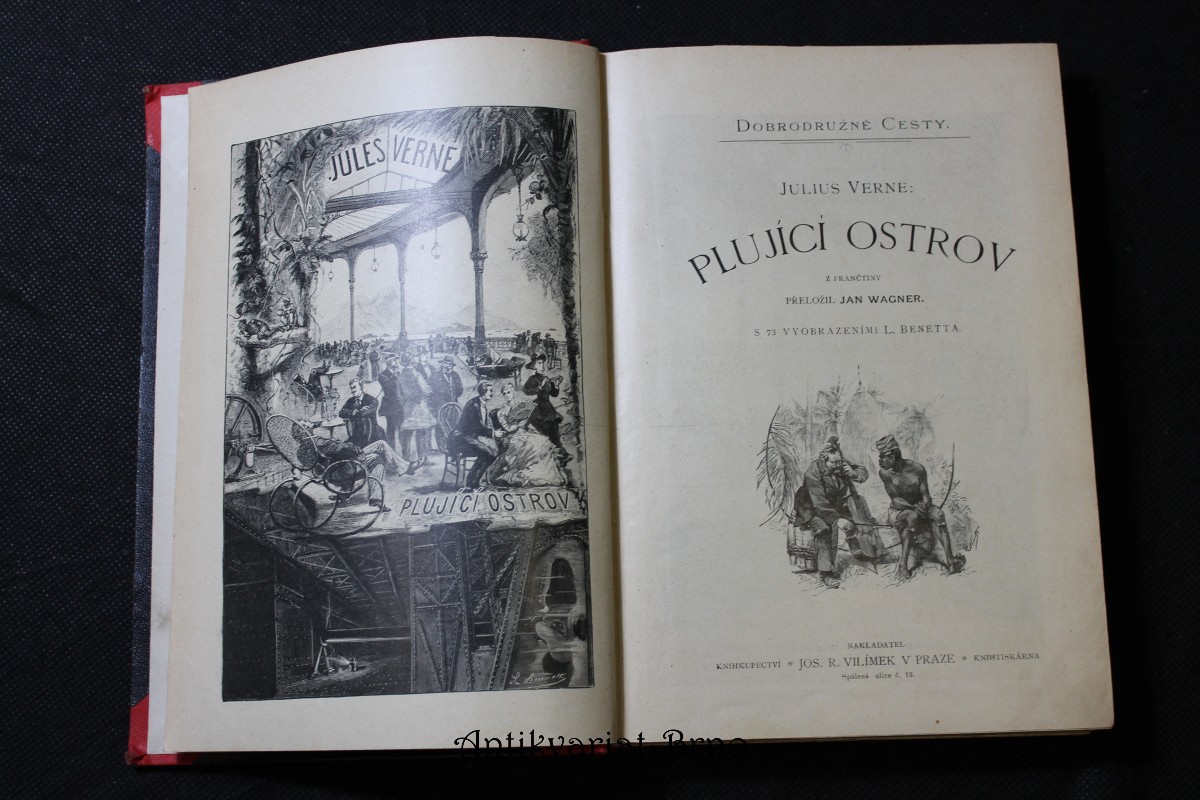 JULES VERNE
PLUJÍCÍ OSTROV
L. Benett
DOBRODRUŽNÉ CESTY.
JULIUS VERNE:
PLUJÍCÍ OSTROV
Z FRANČTINY
PŘELOŽIL JAN WAGNER.
S 73 VYOBRAZENÍMI L. BENETTA.
NAKLADATEL
KNIHKUPECTVÍ * JOS. R. VILÍMEK V PRAZE * KNIHTISKÁRNA
Spálená ulice č. 13.
Antikvariat Brno